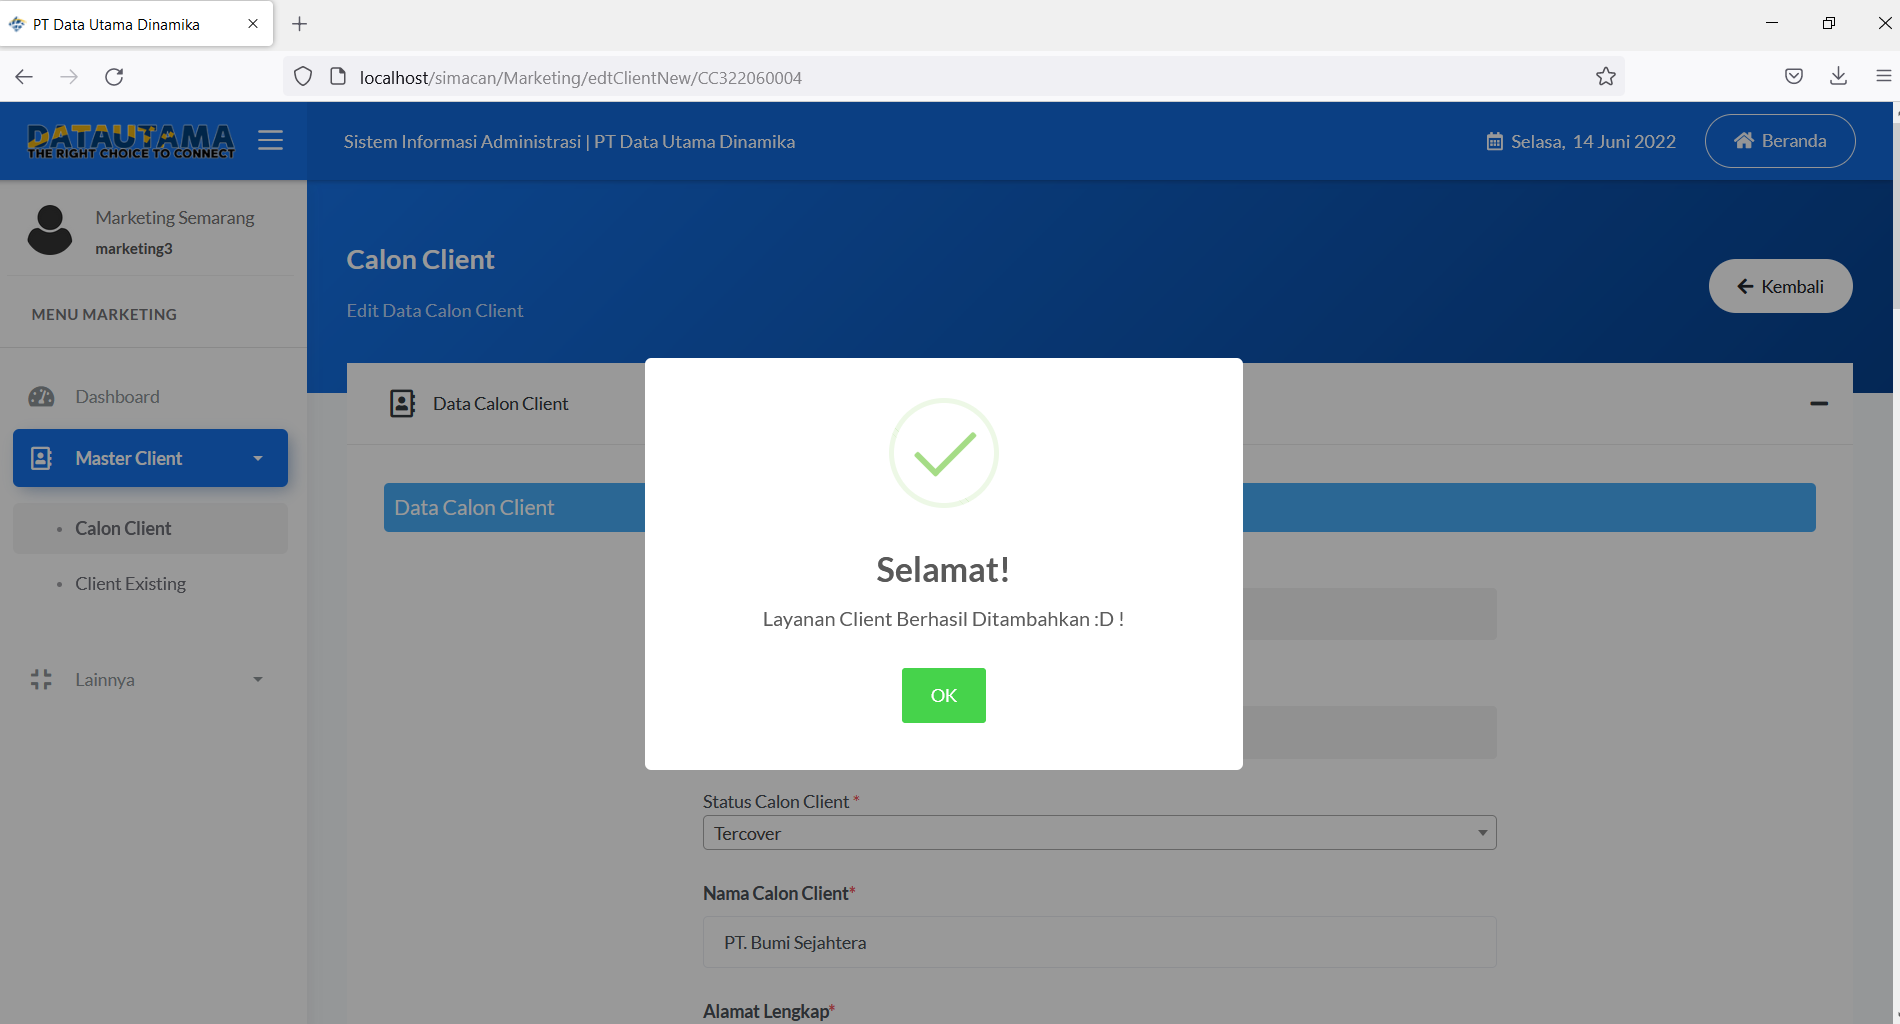 PT Data Utama Dinamika
localhost/simacan/Marketing/edtClientNew/CC322060004
DATAUTAMA
THE RIGHT CHOICE TO CONNECT
Sistem Informasi Administrasi | PT Data Utama Dinamika
Selasa, 14 Juni 2022
Beranda
Marketing Semarang
marketing3
MENU MARKETING
Dashboard
Master Client
Calon Client
Client Existing
Lainnya
Calon Client
Edit Data Calon Client
Kembali
Data Calon Client
Data Calon Client
Selamat!
Layanan Client Berhasil Ditambahkan :D !
OK
Status Calon Client *
Tercover
Nama Calon Client*
PT. Bumi Sejahtera
Alamat Lengkap*